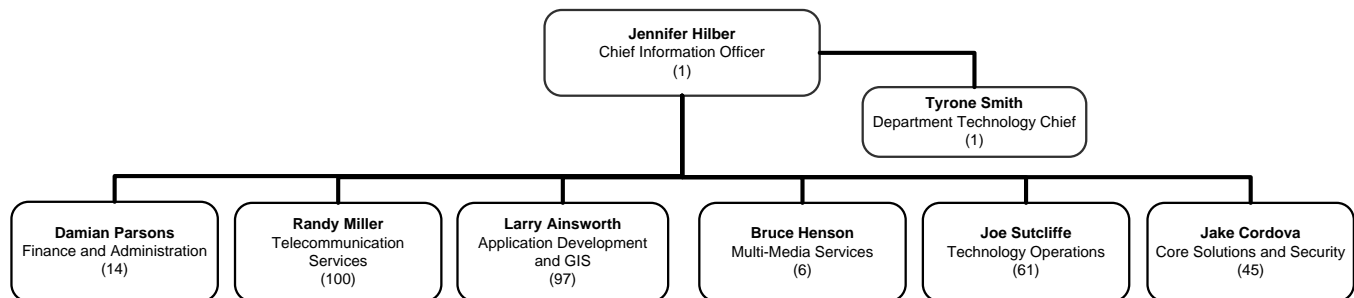 Jennifer Hilber
Chief Information Officer
(1)
Tyrone Smith
Department Technology Chief
(1)
Damian Parsons
Finance and Administration
(14)
Randy Miller
Telecommunication
Services
(100)
Larry Ainsworth
Application Development
and GIS
(97)
Bruce Henson
Multi-Media Services
(6)
Joe Sutcliffe
Technology Operations
(61)
Jake Cordova
Core Solutions and Security
(45)